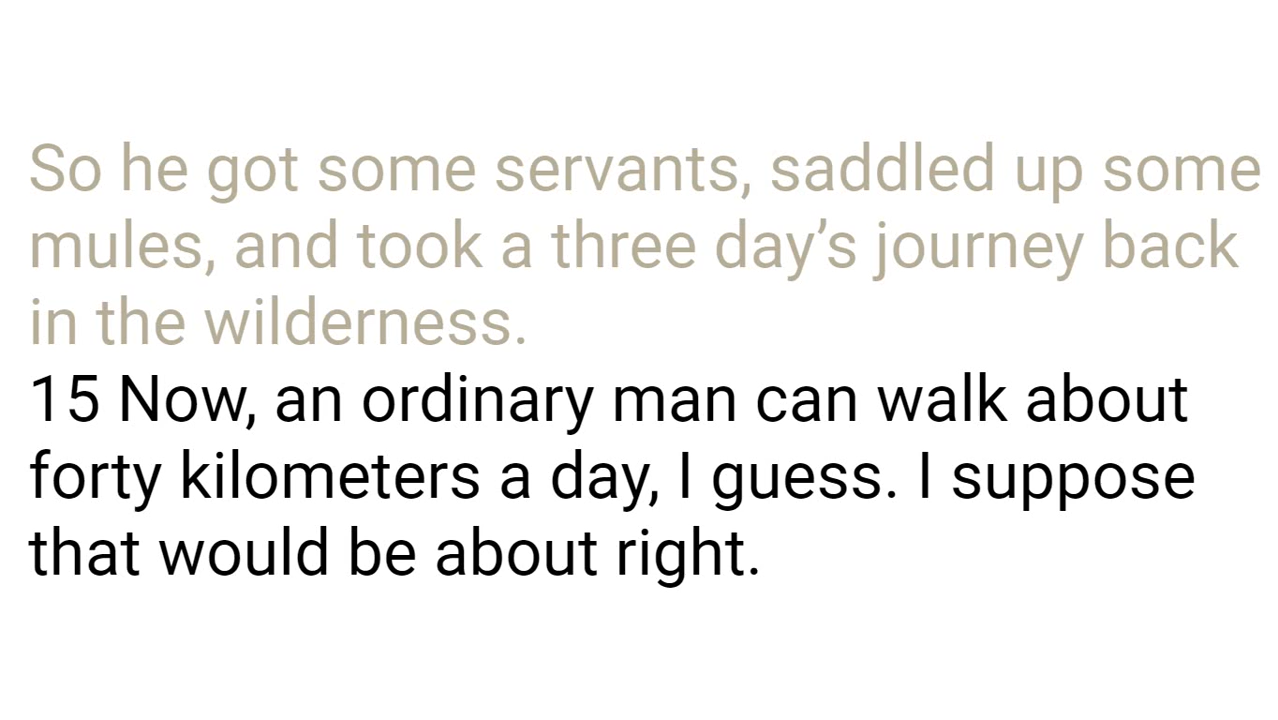 So he got some servants, saddled up some
mules, and took a three day’s journey back
in the wilderness.
15 Now, an ordinary man can walk about
forty kilometers a day, I guess. I suppose
that would be about right.